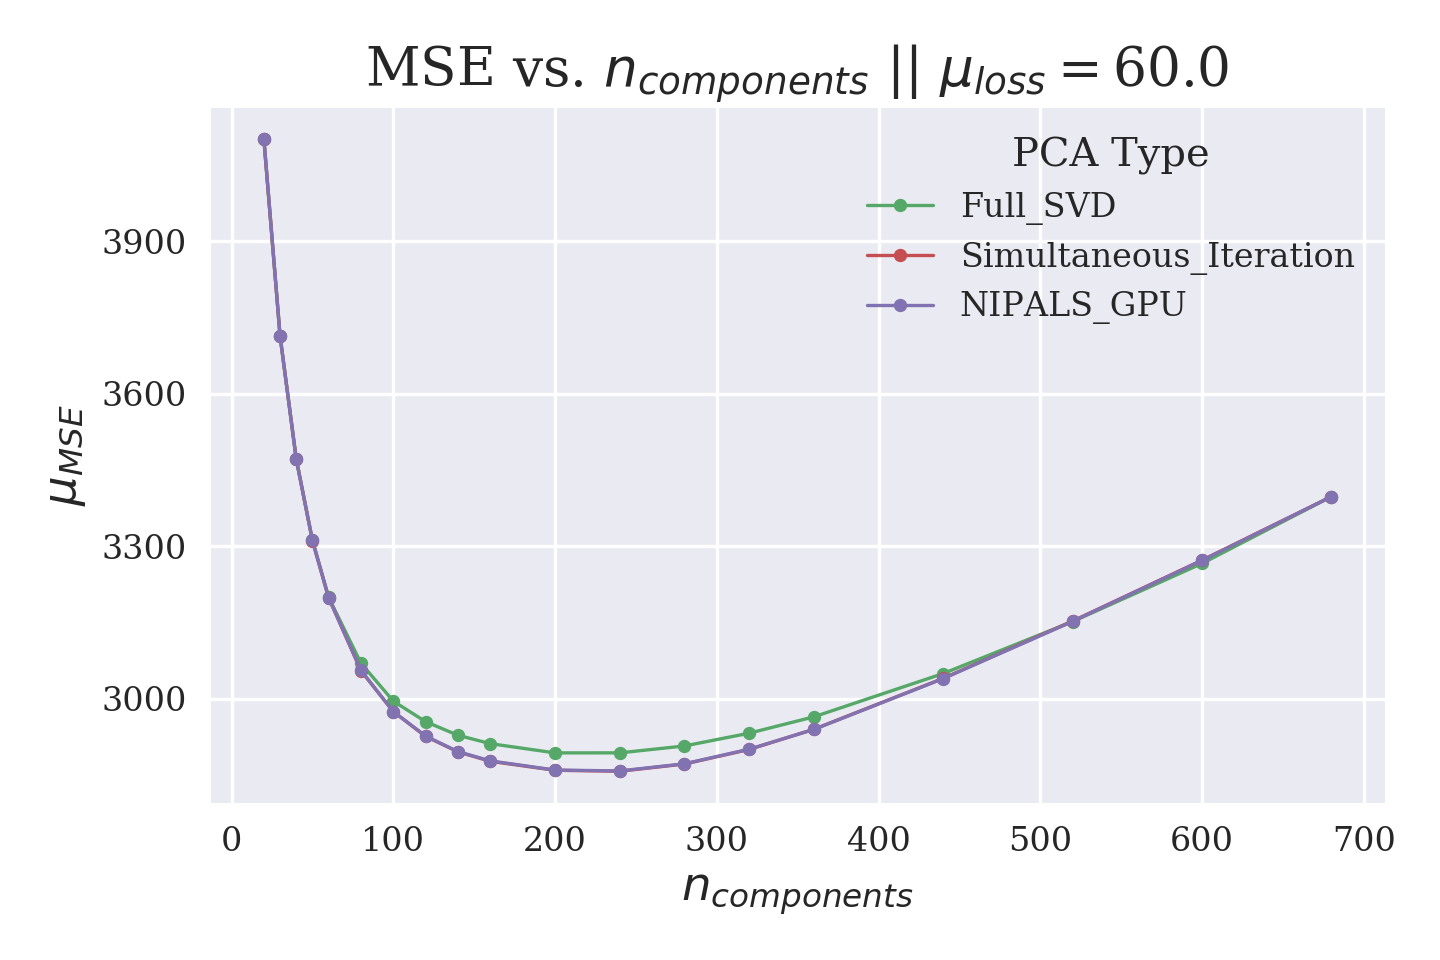 MSE vs. n_components || μ_loss = 60.0
PCA Type
Full_SVD
Simultaneous_Iteration
NIPALS_GPU
3900
3600
3300
3000
μ_MSE
0 100 200 300 400 500 600 700
n_components